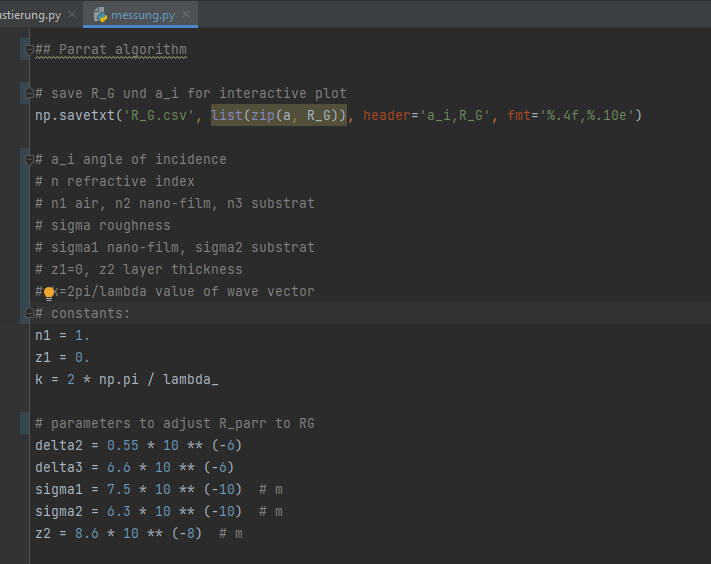 stierung.py × messung.py ×
## Parrat algorithm
# save R_G und a_i for interactive plot
np.savetxt('R_G.csv', list(zip(a, R_G)), header='a_i,R_G', fmt='%.4f,%.10e')
# a_i angle of incidence
# n refractive index
# n1 air, n2 nano-film, n3 substrat
# sigma roughness
# sigma1 nano-film, sigma2 substrat
# z1=0, z2 layer thickness
# k=2pi/lambda value of wave vector
# constants:
n1 = 1.
z1 = 0.
k = 2 * np.pi / lambda_
# parameters to adjust R_parr to RG
delta2 = 0.55 * 10 ** (-6)
delta3 = 6.6 * 10 ** (-6)
sigma1 = 7.5 * 10 ** (-10)  # m
sigma2 = 6.3 * 10 ** (-10)  # m
z2 = 8.6 * 10 ** (-8)  # m